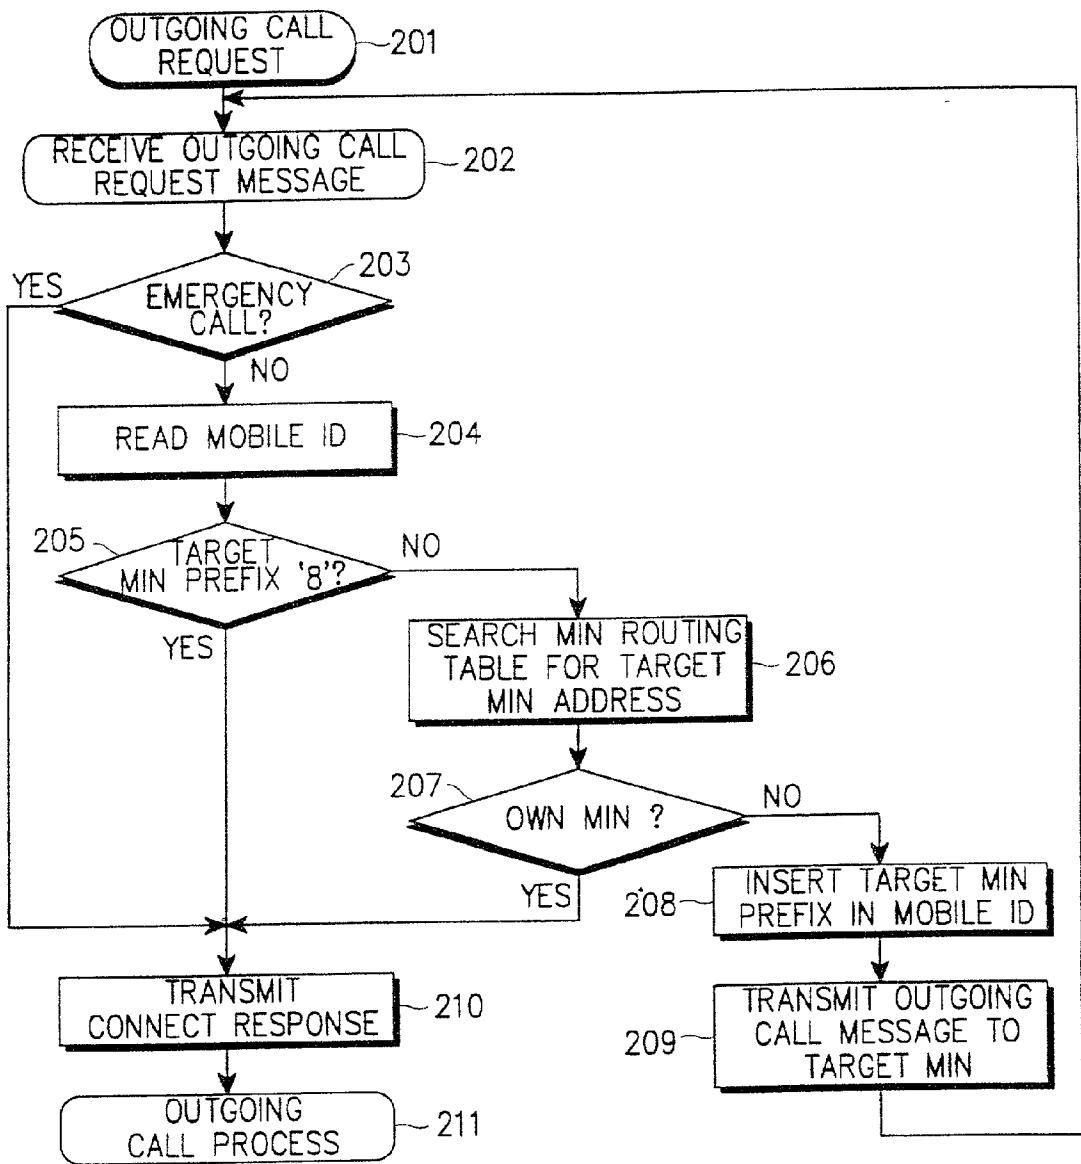 OUTGOING CALL
REQUEST
201
RECEIVE OUTGOING CALL
REQUEST MESSAGE
202
203
YES
EMERGENCY
CALL?
NO
READ MOBILE ID
204
205
TARGET
MIN PREFIX '8'?
NO
YES
SEARCH MIN ROUTING
TABLE FOR TARGET
MIN ADDRESS
206
207
OWN MIN ?
NO
YES
208
INSERT TARGET MIN
PREFIX IN MOBILE ID
TRANSMIT
CONNECT RESPONSE
210
209
TRANSMIT OUTGOING
CALL MESSAGE TO
TARGET MIN
OUTGOING
CALL PROCESS
211